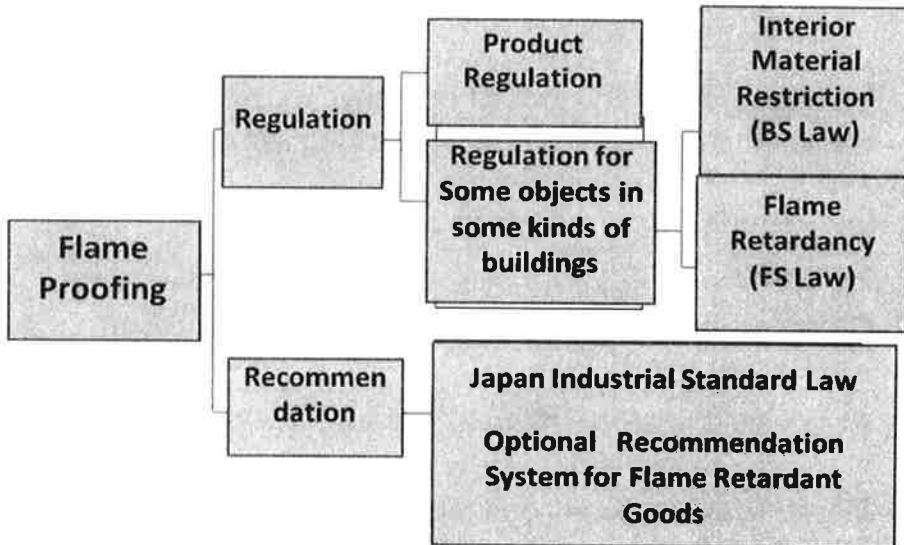 Flame
Proofing
Regulation
Product
Regulation
Regulation for
Some objects in
some kinds of
buildings
Interior
Material
Restriction
(BS Law)
Flame
Retardancy
(FS Law)
Recommen
dation
Japan Industrial Standard Law
Optional Recommendation
System for Flame Retardant
Goods